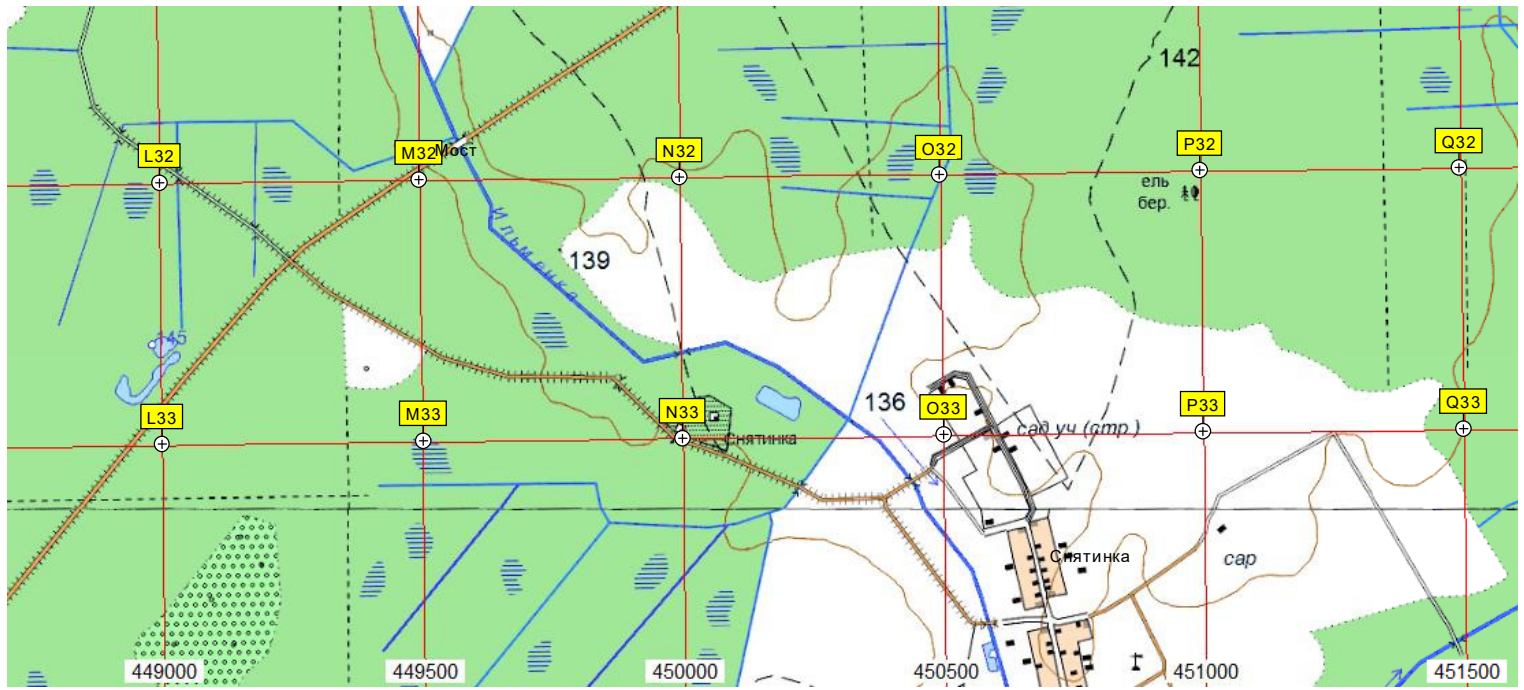 142
L32
M32
Мост
N32
O32
P32
Q32
ель
бер.
Ильменка
139
145
L33
M33
N33
Снятинка
136
O33
сад уч (стр.)
P33
Q33
Снятинка
сар
449000
449500
450000
450500
451000
451500